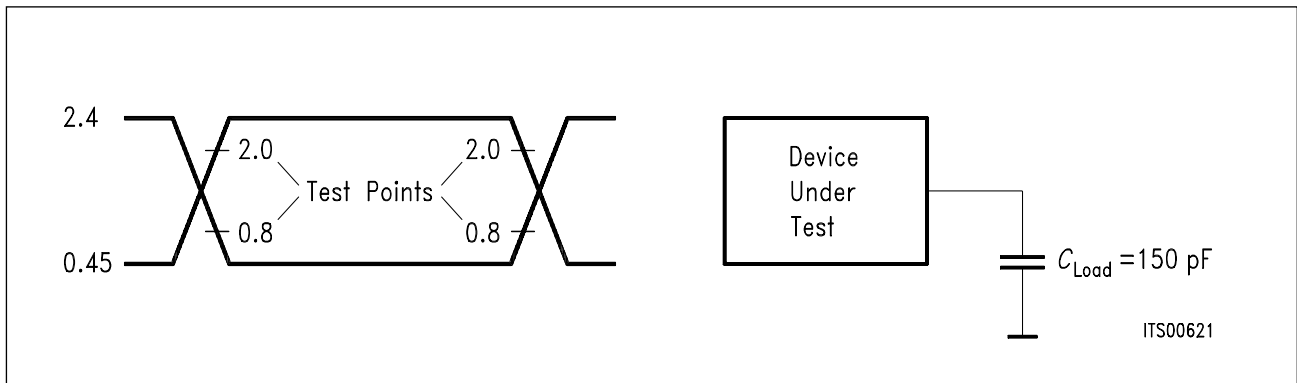 2.4
2.0
2.0
Test Points
0.8
0.8
0.45
Device
Under
Test
C Load =150 pF
ITS00621